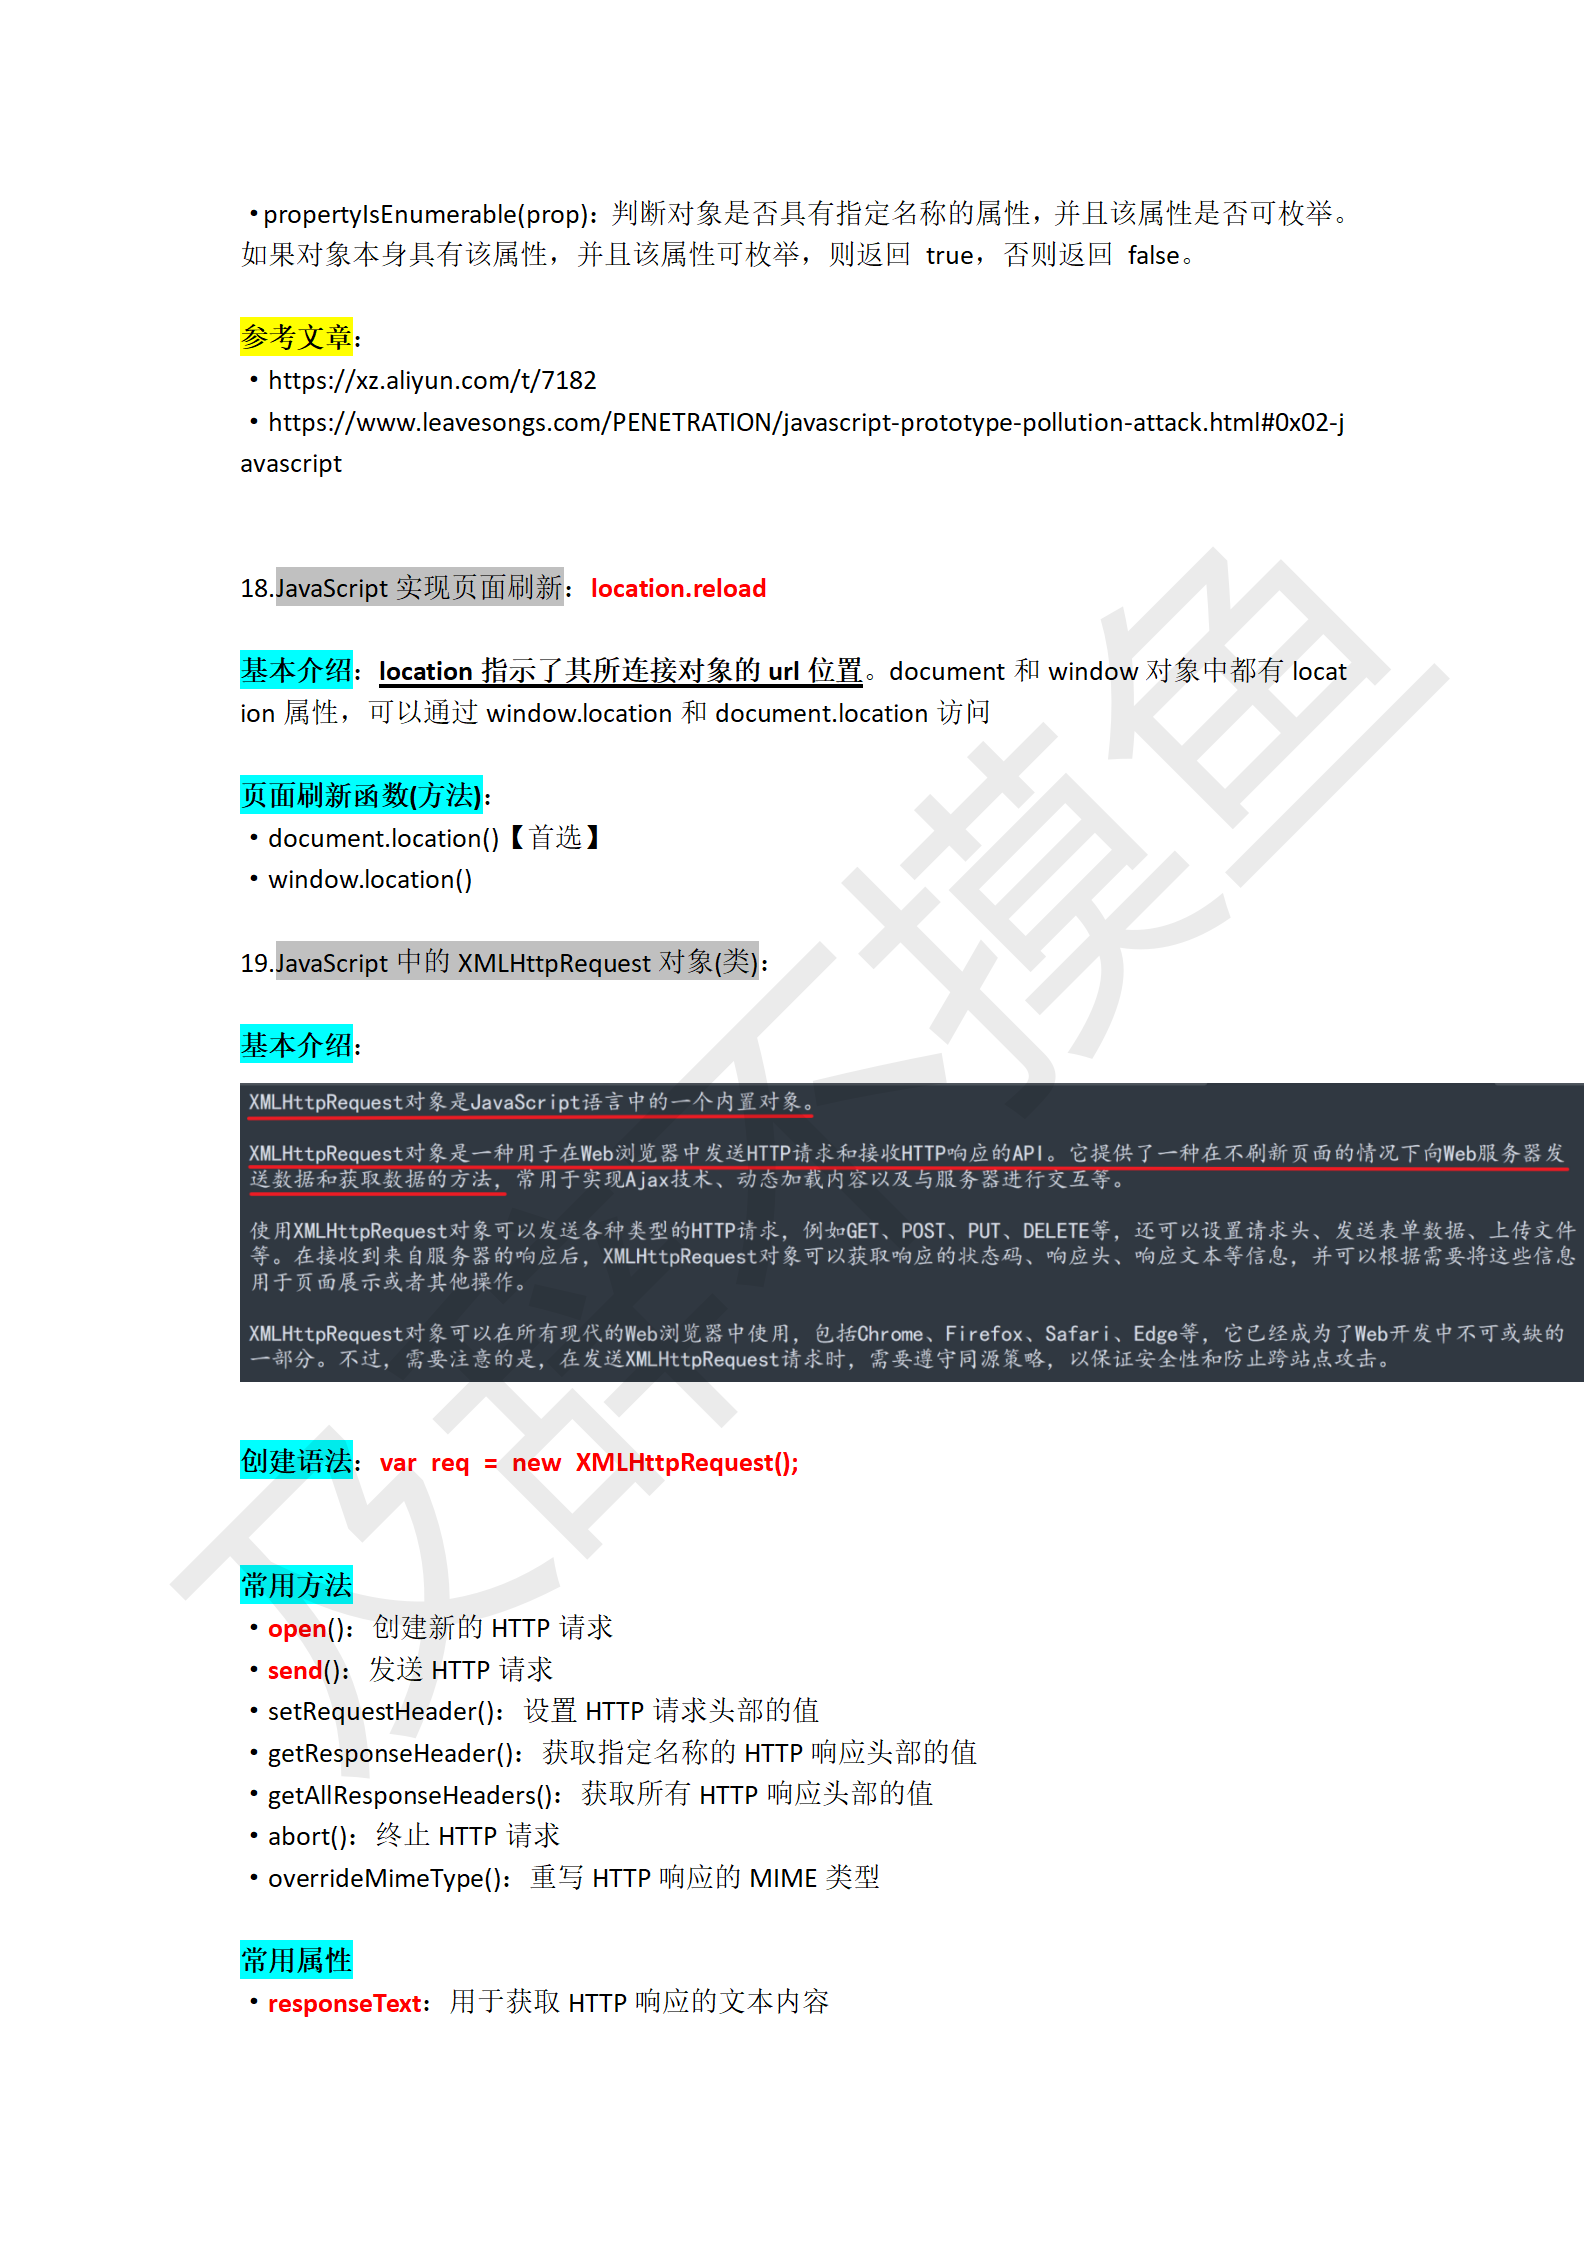 ·propertyIsEnumerable(prop)：判断对象是否具有指定名称的属性，并且该属性是否可枚举。
如果对象本身具有该属性，并且该属性可枚举，则返回 true，否则返回 false。
参考文章：
·https://xz.aliyun.com/t/7182
·https://www.leavesongs.com/PENETRATION/javascript-prototype-pollution-attack.html#0x02-j
avascript
18.JavaScript 实现页面刷新：location.reload
基本介绍：location 指示了其所连接对象的 url 位置。document 和 window 对象中都有 locat
ion 属性，可以通过 window.location 和 document.location 访问
页面刷新函数(方法)：
·document.location()【首选】
·window.location()
19.JavaScript 中的 XMLHttpRequest 对象(类)：
基本介绍：
XMLHttpRequest对象是JavaScript语言中的一个内置对象。
XMLHttpRequest对象是一种用于在Web浏览器中发送HTTP请求和接收HTTP响应的API。它提供了一种在不刷新页面的情况下向Web服务器发
送数据和获取数据的方法，常用于实现Ajax技术、动态加载内容以及与服务器进行交互等。
使用XMLHttpRequest对象可以发送各种类型的HTTP请求，例如GET、POST、PUT、DELETE等，还可以设置请求头、发送表单数据、上传文件
等。在接收到来自服务器的响应后，XMLHttpRequest对象可以获取响应的状态码、响应头、响应文本等信息，并可以根据需要将这些信息
用于页面展示或者其他操作。
XMLHttpRequest对象可以在所有现代的Web浏览器中使用，包括Chrome、Firefox、Safari、Edge等，它已经成为了Web开发中不可或缺的
一部分。不过，需要注意的是，在发送XMLHttpRequest请求时，需要遵守同源策略，以保证安全性和防止跨站点攻击。
创建语法：var req = new XMLHttpRequest();
常用方法
·open()：创建新的 HTTP 请求
·send()：发送 HTTP 请求
·setRequestHeader()：设置 HTTP 请求头部的值
·getResponseHeader()：获取指定名称的 HTTP 响应头部的值
·getAllResponseHeaders()：获取所有 HTTP 响应头部的值
·abort()：终止 HTTP 请求
·overrideMimeType()：重写 HTTP 响应的 MIME 类型
常用属性
·responseText：用于获取 HTTP 响应的文本内容
及辞不摸鱼